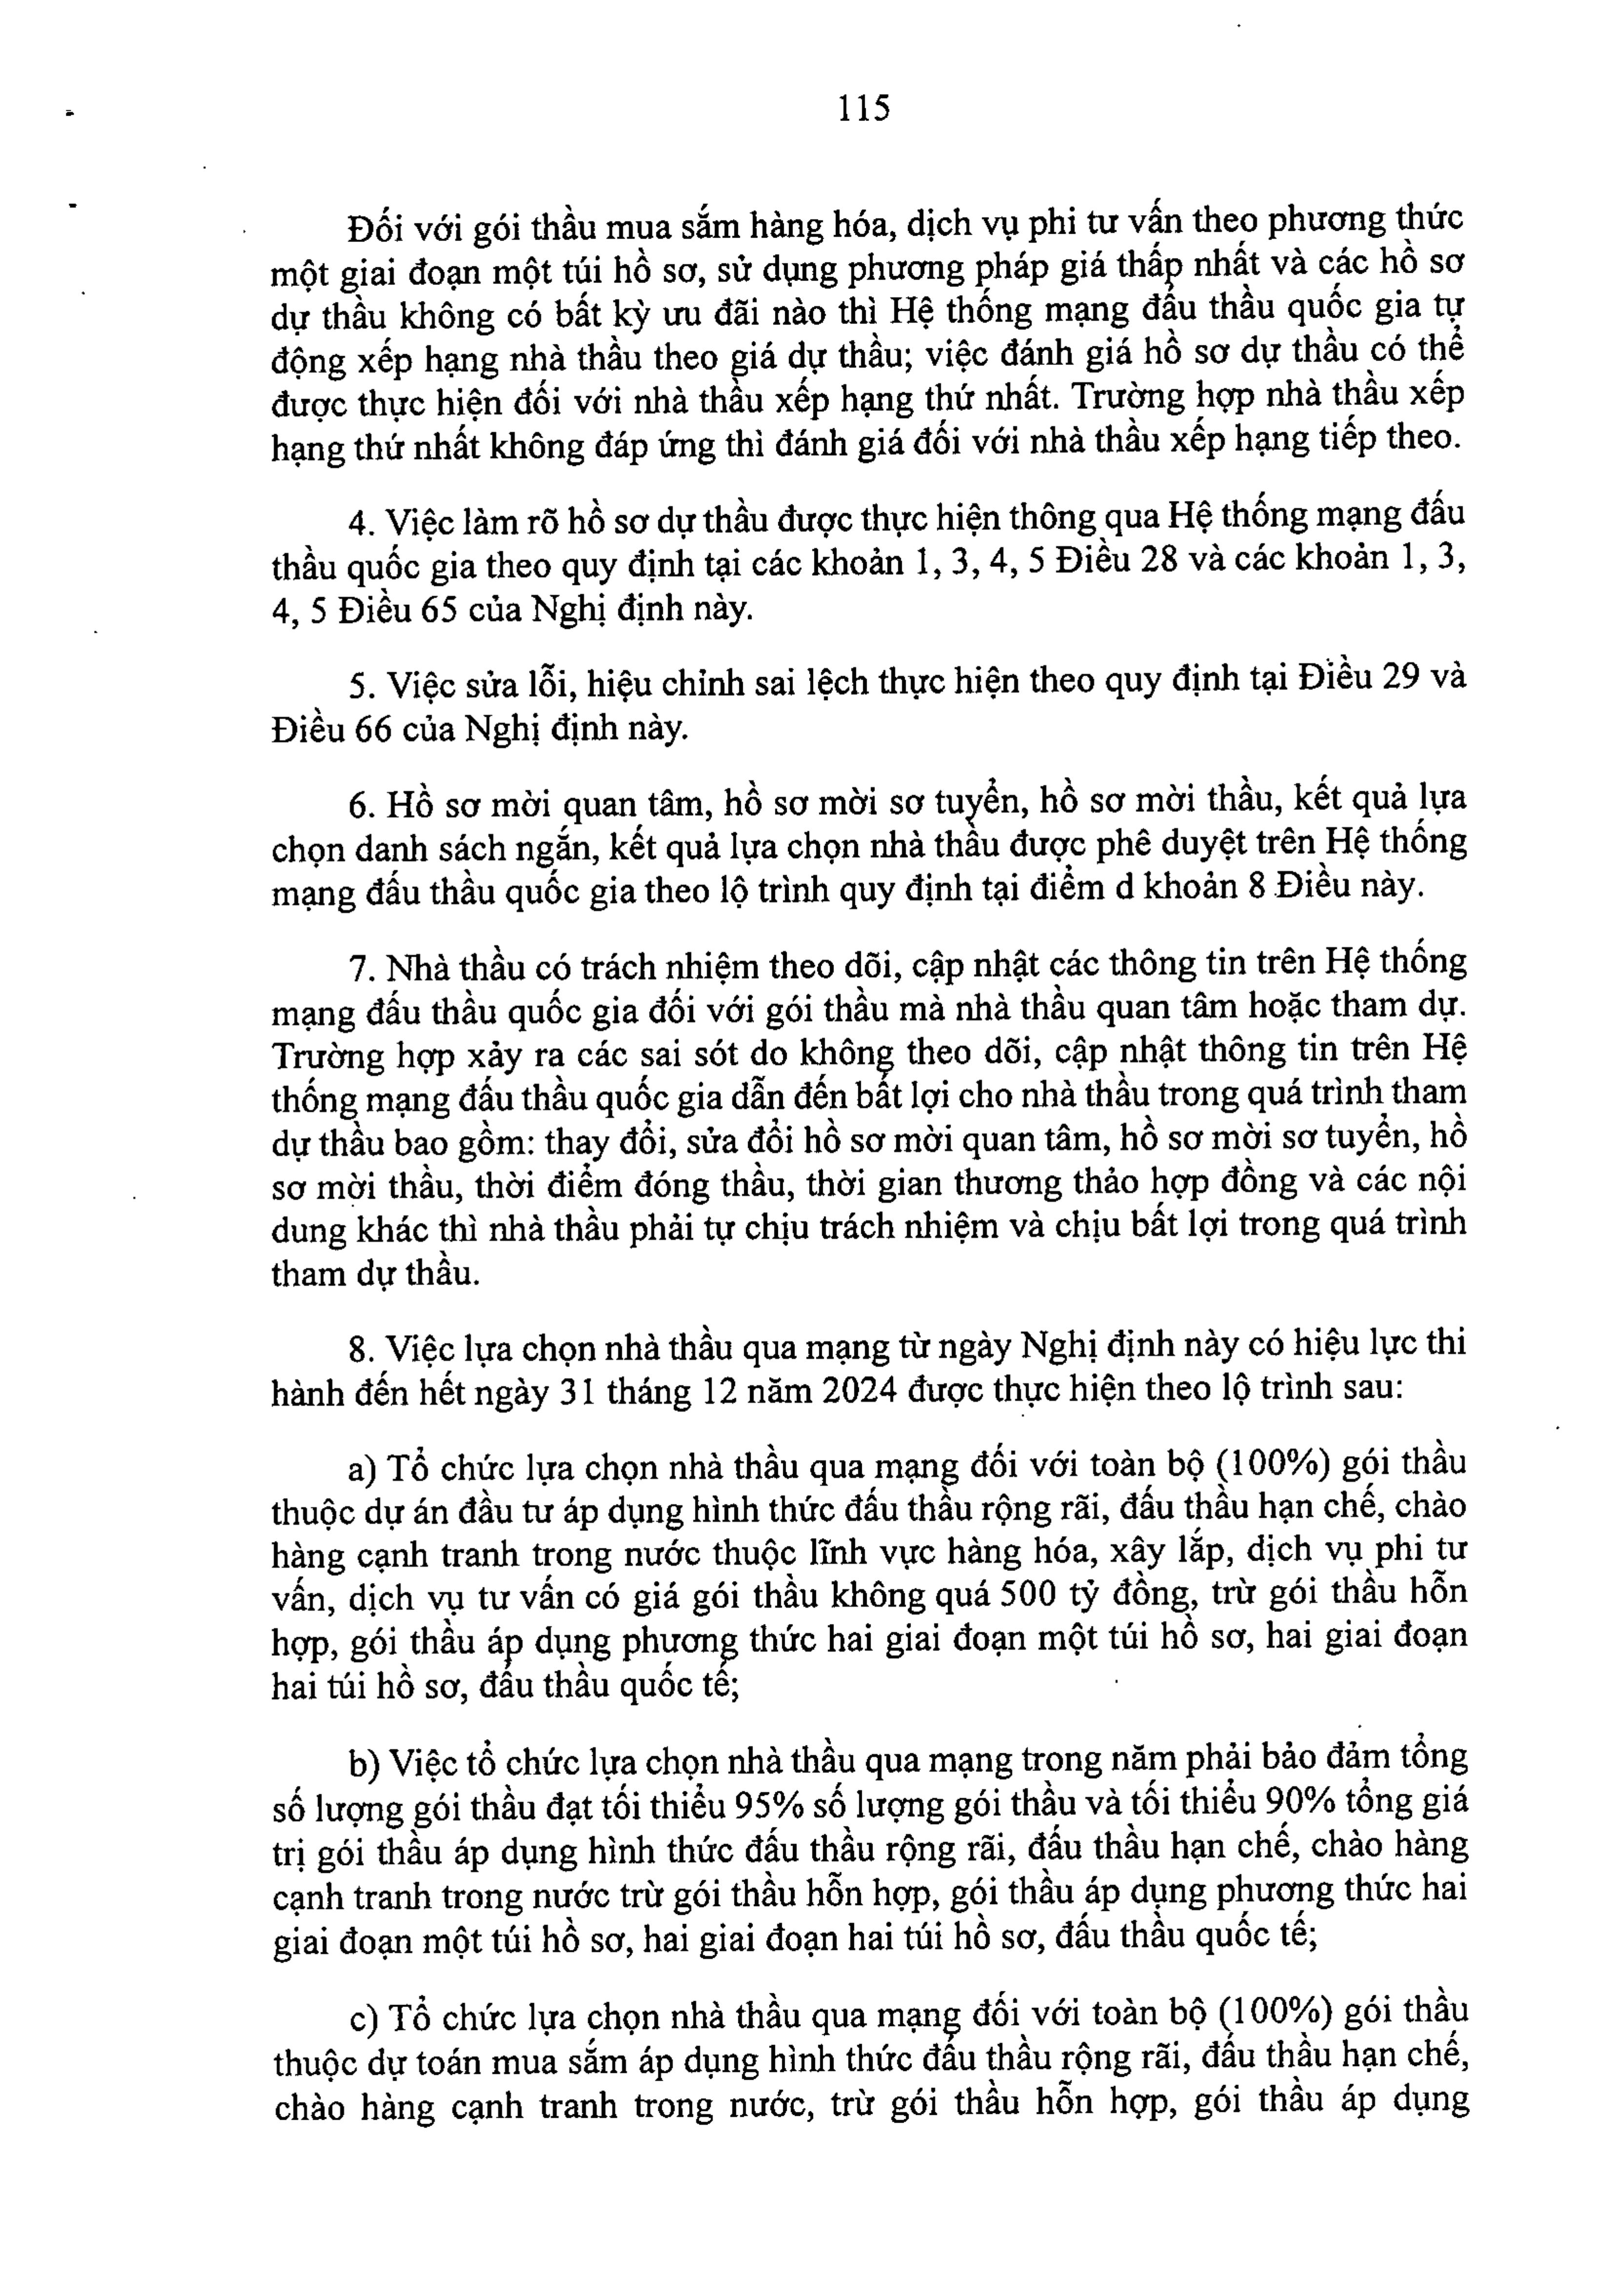 115
Đối với gói thầu mua sắm hàng hóa, dịch vụ phi tư vấn theo phương thức
một giai đoạn một túi hồ sơ, sử dụng phương pháp giá thấp nhất và các hồ sơ
dự thầu không có bất kỳ ưu đãi nào thì Hệ thống mạng đấu thầu quốc gia tự
động xếp hạng nhà thầu theo giá dự thầu; việc đánh giá hồ sơ dự thầu có thể
được thực hiện đối với nhà thầu xếp hạng thứ nhất. Trường hợp nhà thầu xếp
hạng thứ nhất không đáp ứng thì đánh giá đối với nhà thầu xếp hạng tiếp theo.
4. Việc làm rõ hồ sơ dự thầu được thực hiện thông qua Hệ thống mạng đấu
thầu quốc gia theo quy định tại các khoản 1, 3, 4, 5 Điều 28 và các khoản 1, 3,
4, 5 Điều 65 của Nghị định này.
5. Việc sửa lỗi, hiệu chỉnh sai lệch thực hiện theo quy định tại Điều 29 và
Điều 66 của Nghị định này.
6. Hồ sơ mời quan tâm, hồ sơ mời sơ tuyển, hồ sơ mời thầu, kết quả lựa
chọn danh sách ngắn, kết quả lựa chọn nhà thầu được phê duyệt trên Hệ thống
mạng đấu thầu quốc gia theo lộ trình quy định tại điểm d khoản 8 Điều này.
7. Nhà thầu có trách nhiệm theo dõi, cập nhật các thông tin trên Hệ thống
mạng đấu thầu quốc gia đối với gói thầu mà nhà thầu quan tâm hoặc tham dự.
Trường hợp xảy ra các sai sót do không theo dõi, cập nhật thông tin trên Hệ
thống mạng đấu thầu quốc gia dẫn đến bất lợi cho nhà thầu trong quá trình tham
dự thầu bao gồm: thay đổi, sửa đổi hồ sơ mời quan tâm, hồ sơ mời sơ tuyển, hồ
sơ mời thầu, thời điểm đóng thầu, thời gian thương thảo hợp đồng và các nội
dung khác thì nhà thầu phải tự chịu trách nhiệm và chịu bất lợi trong quá trình
tham dự thầu.
8. Việc lựa chọn nhà thầu qua mạng từ ngày Nghị định này có hiệu lực thi
hành đến hết ngày 31 tháng 12 năm 2024 được thực hiện theo lộ trình sau:
a) Tổ chức lựa chọn nhà thầu qua mạng đối với toàn bộ (100%) gói thầu
thuộc dự án đầu tư áp dụng hình thức đấu thầu rộng rãi, đấu thầu hạn chế, chào
hàng cạnh tranh trong nước thuộc lĩnh vực hàng hóa, xây lắp, dịch vụ phi tư
vấn, dịch vụ tư vấn có giá gói thầu không quá 500 tỷ đồng, trừ gói thầu hỗn
hợp, gói thầu áp dụng phương thức hai giai đoạn một túi hồ sơ, hai giai đoạn
hai túi hồ sơ, đấu thầu quốc tế;
b) Việc tổ chức lựa chọn nhà thầu qua mạng trong năm phải bảo đảm tổng
số lượng gói thầu đạt tối thiểu 95% số lượng gói thầu và tối thiểu 90% tổng giá
trị gói thầu áp dụng hình thức đấu thầu rộng rãi, đấu thầu hạn chế, chào hàng
cạnh tranh trong nước trừ gói thầu hỗn hợp, gói thầu áp dụng phương thức hai
giai đoạn một túi hồ sơ, hai giai đoạn hai túi hồ sơ, đấu thầu quốc tế;
c) Tổ chức lựa chọn nhà thầu qua mạng đối với toàn bộ (100%) gói thầu
thuộc dự toán mua sắm áp dụng hình thức đấu thầu rộng rãi, đấu thầu hạn chế,
chào hàng cạnh tranh trong nước, trừ gói thầu hỗn hợp, gói thầu áp dụng